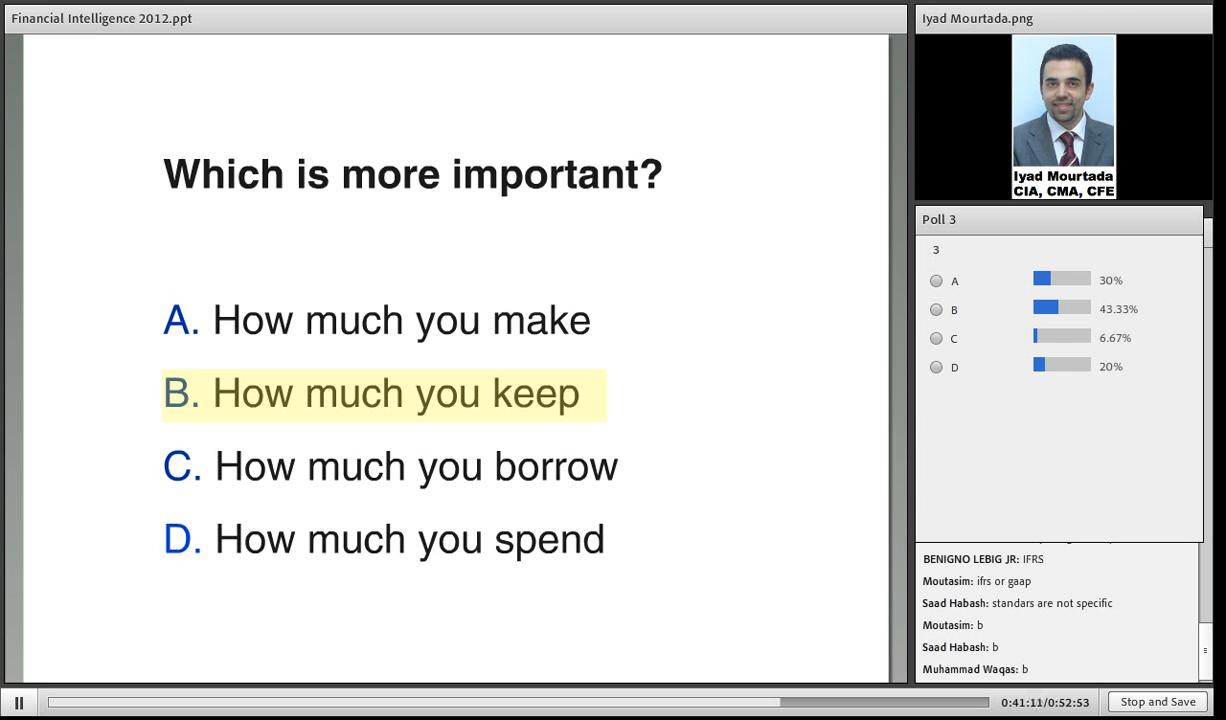 Financial Intelligence 2012.ppt
Which is more important?
A. How much you make
B. How much you keep
C. How much you borrow
D. How much you spend
Iyad Mourtada.png
Iyad Mourtada
CIA, CMA, CFE
Poll 3
3
A 30%
B 43.33%
C 6.67%
D 20%
BENIGNO LEBIG JR: IFRS
Moutasim: ifrs or gaap
Saad Habash: standars are not specific
Moutasim: b
Saad Habash: b
Muhammad Waqas: b
0:41:11/0:52:53
Stop and Save